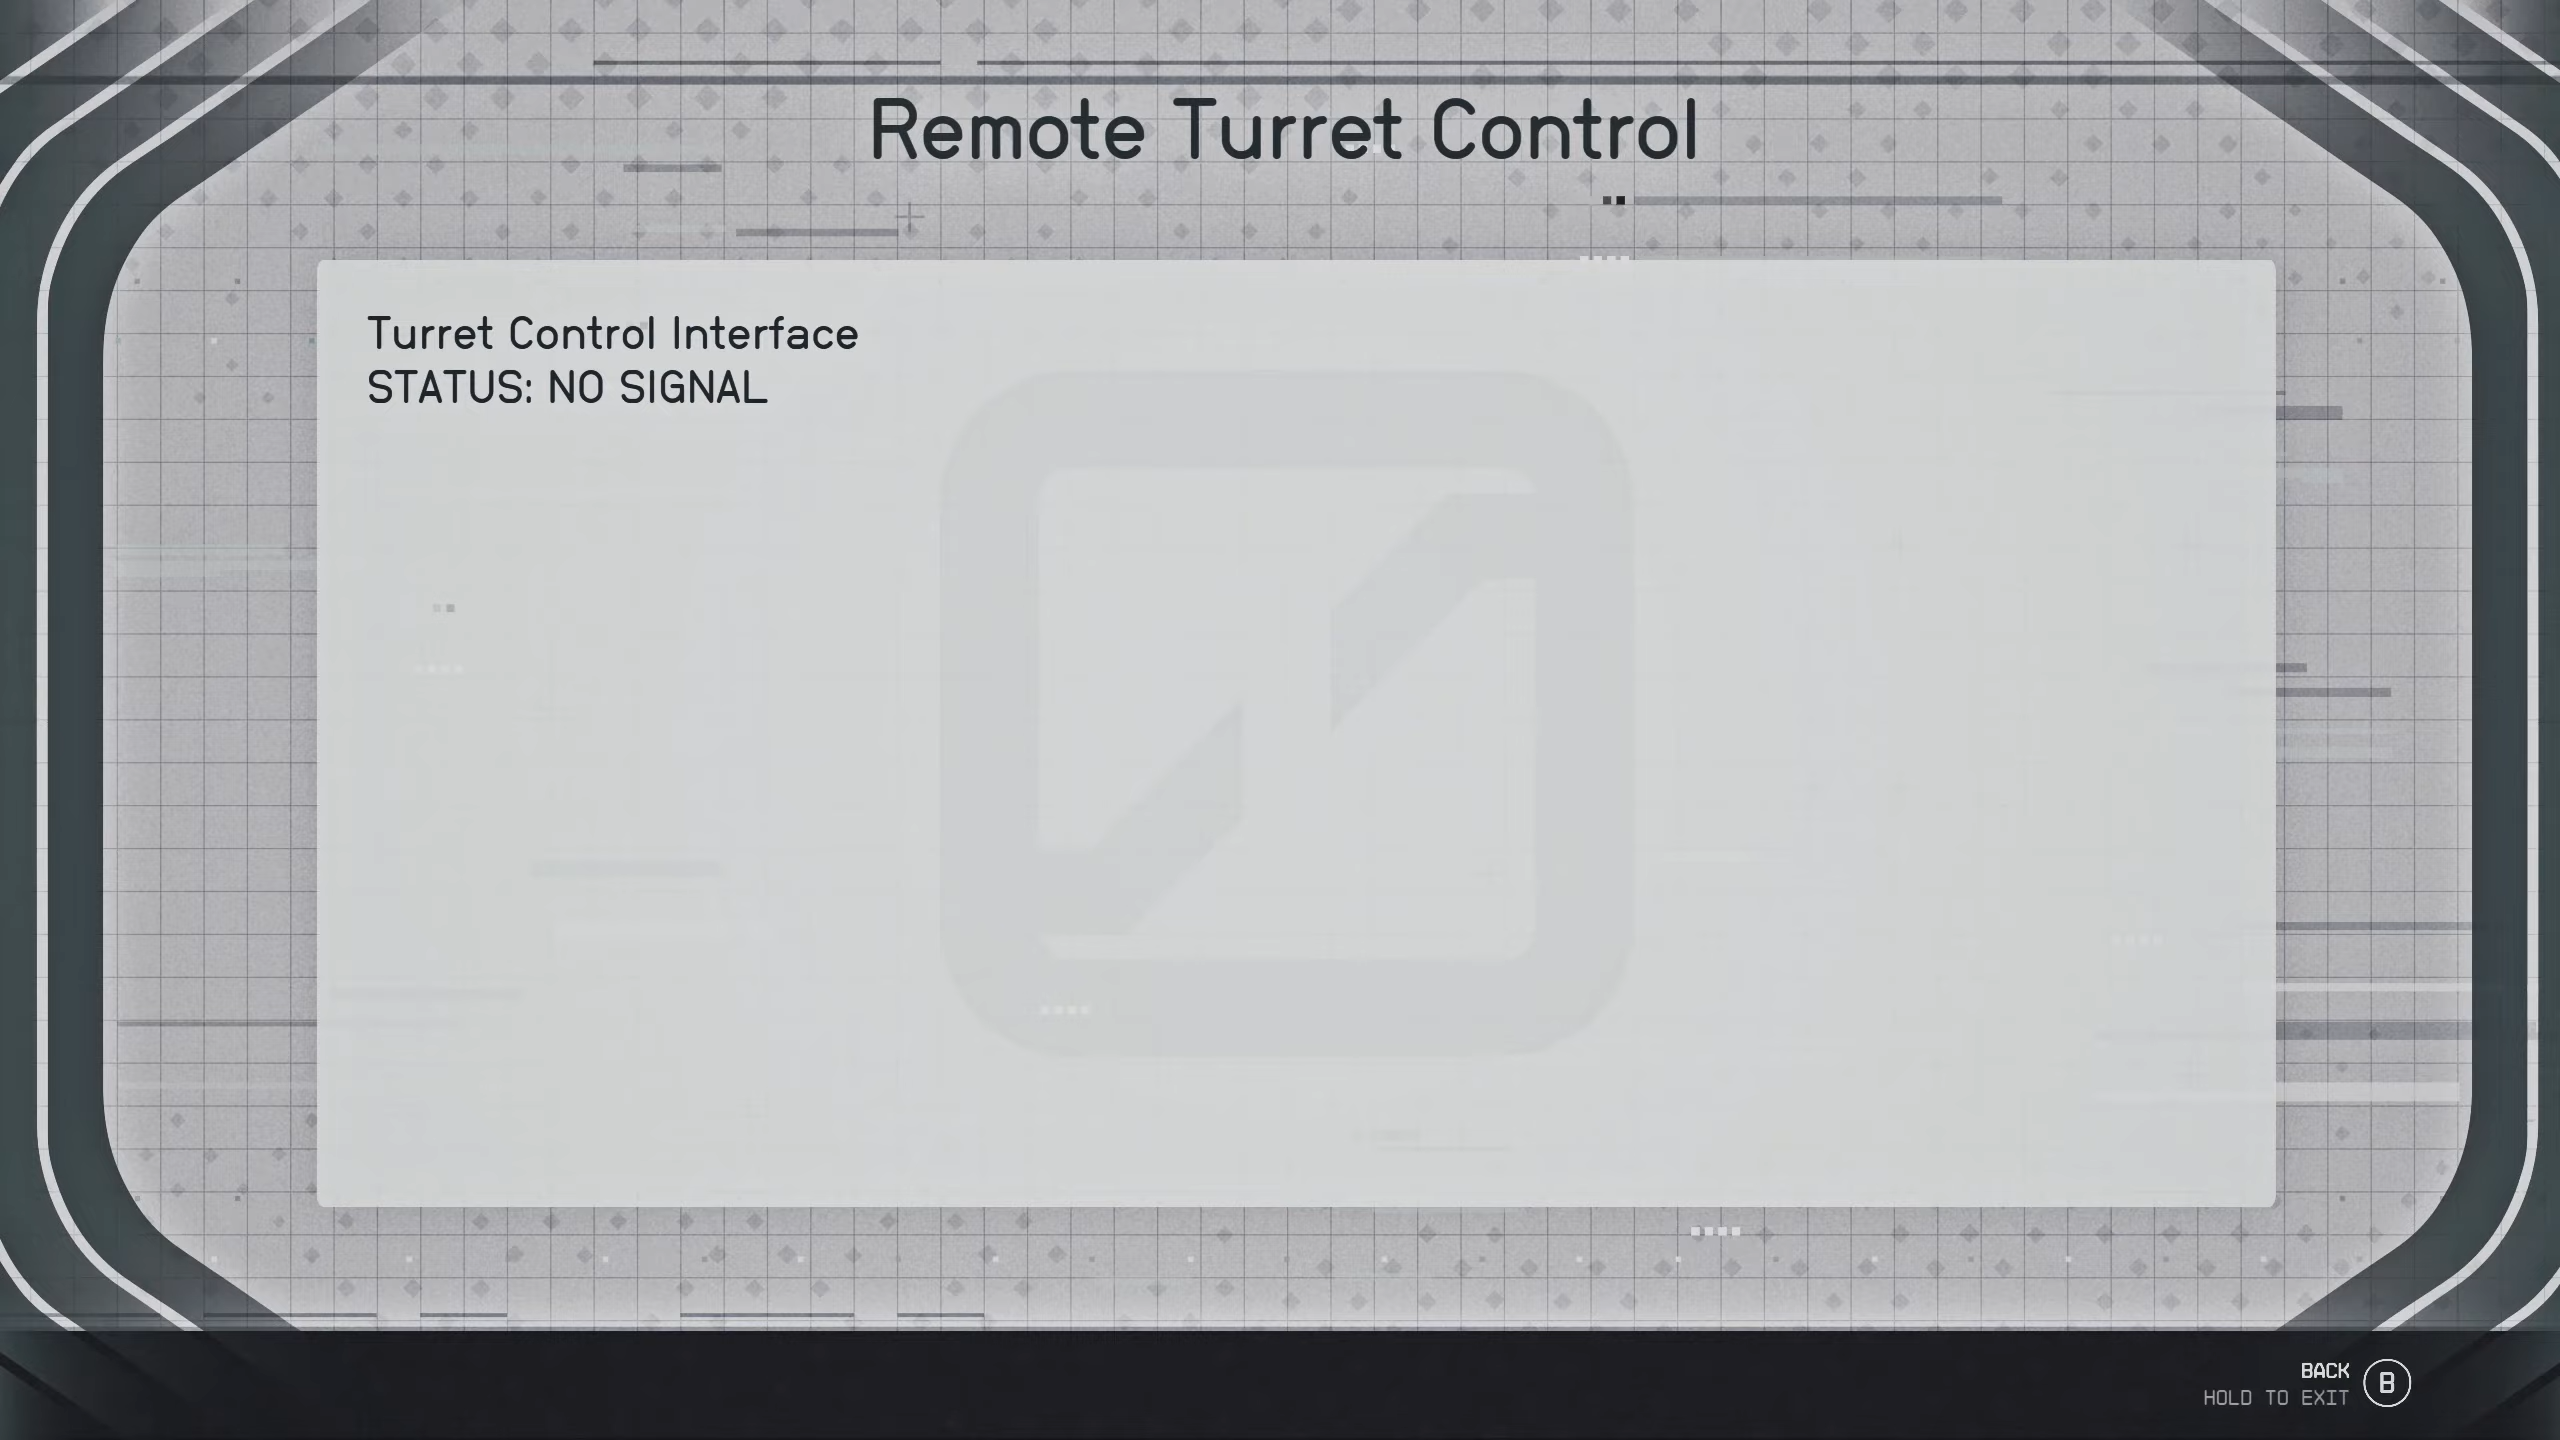 Remote Turret Control
Turret Control Interface
STATUS: NO SIGNAL
BACK
HOLD TO EXIT
B